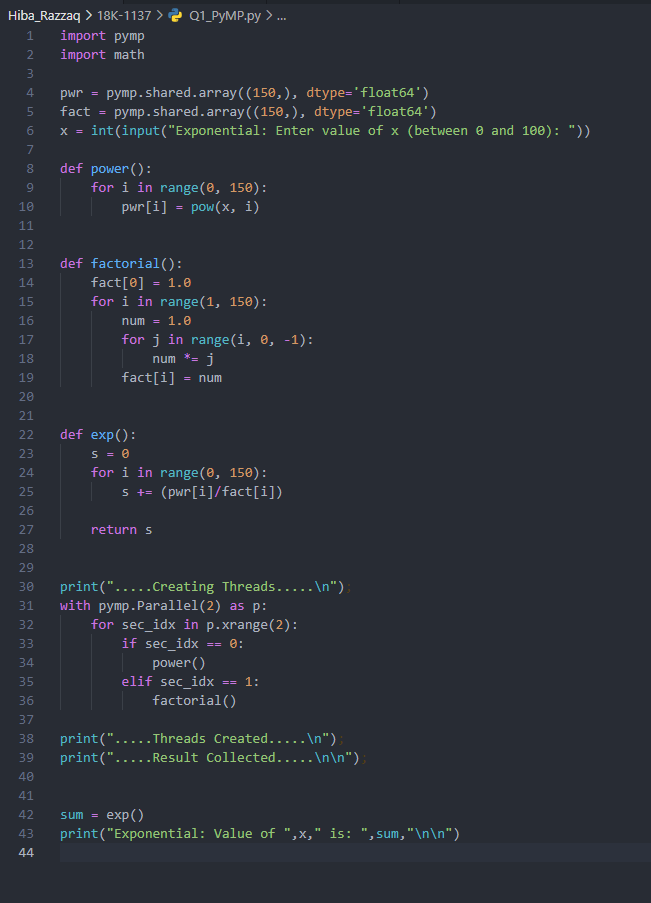 Hiba_Razzaq > 18K-1137 > Q1_PyMP.py > ...
1 import pymp
2 import math
3
4 pwr = pymp.shared.array((150,), dtype='float64')
5 fact = pymp.shared.array((150,), dtype='float64')
6 x = int(input("Exponential: Enter value of x (between 0 and 100): "))
7
8 def power():
9     for i in range(0, 150):
10         pwr[i] = pow(x, i)
11
12
13 def factorial():
14     fact[0] = 1.0
15     for i in range(1, 150):
16         num = 1.0
17         for j in range(i, 0, -1):
18             num *= j
19         fact[i] = num
20
21
22 def exp():
23     s = 0
24     for i in range(0, 150):
25         s += (pwr[i]/fact[i])
26
27     return s
28
29
30 print(".....Creating Threads.....\n");
31 with pymp.Parallel(2) as p:
32     for sec_idx in p.xrange(2):
33         if sec_idx == 0:
34             power()
35         elif sec_idx == 1:
36             factorial()
37
38 print(".....Threads Created.....\n");
39 print(".....Result Collected.....\n\n");
40
41
42 sum = exp()
43 print("Exponential: Value of ",x," is: ",sum,"\n\n")
44